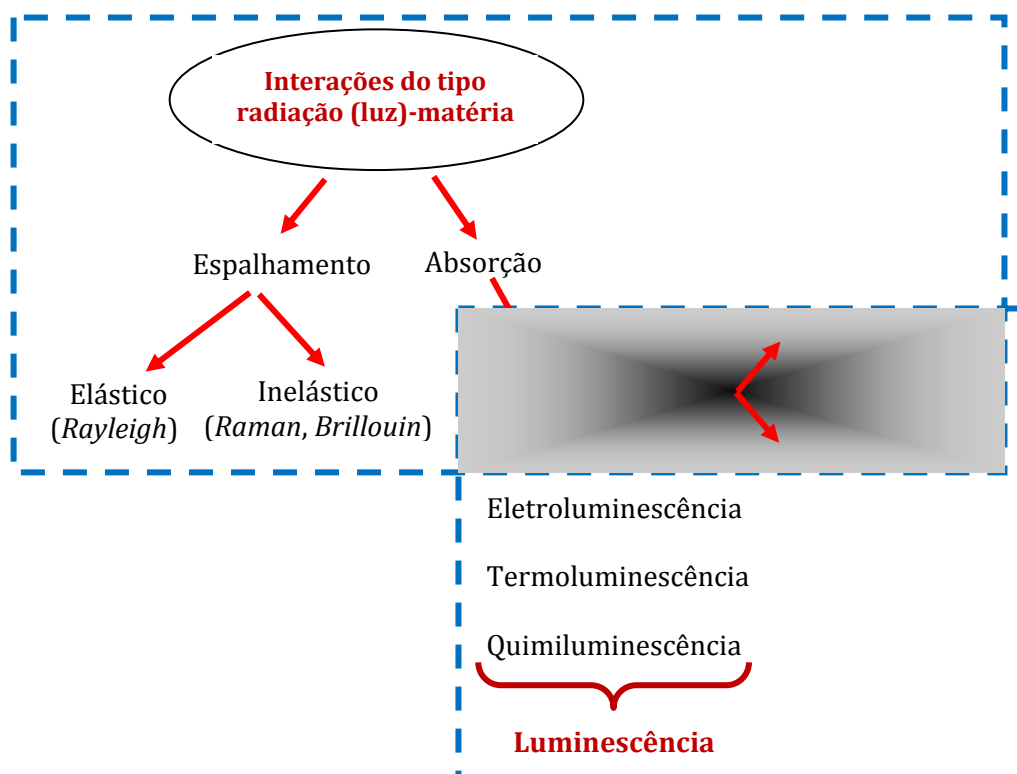 Interações do tipo
radiação (luz)-matéria
Espalhamento
Absorção
Elástico
(Rayleigh)
Inelástico
(Raman, Brillouin)
Eletroluminescência
Termoluminescência
Quimiluminescência
Luminescência